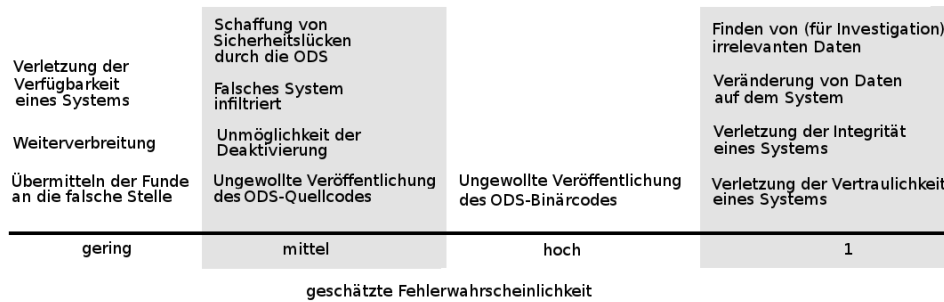 Verletzung der
Verfügbarkeit
eines Systems
Weiterverbreitung
Übermitteln der Funde
an die falsche Stelle
Schaffung von
Sicherheitslücken
durch die ODS
Falsches System
infiltriert
Unmöglichkeit der
Deaktivierung
Ungewollte Veröffentlichung
des ODS-Quellcodes
Ungewollte Veröffentlichung
des ODS-Binärcodes
Finden von (für Investigation)
irrelevanten Daten
Veränderung von Daten
auf dem System
Verletzung der Integrität
eines Systems
Verletzung der Vertraulichkeit
eines Systems
gering mittel hoch 1
geschätzte Fehlerwahrscheinlichkeit